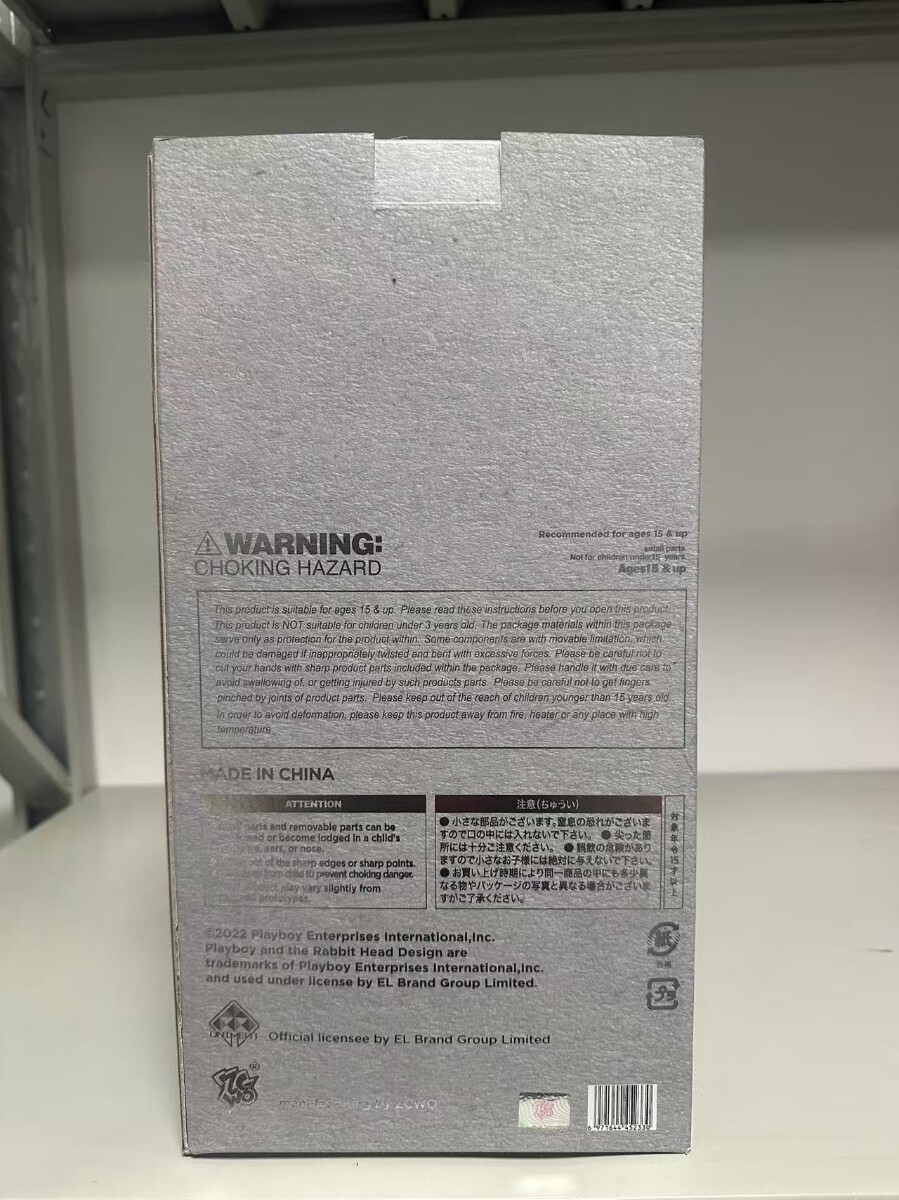 WARNING:
CHOKING HAZARD
Recommended for ages 15 & up
small parts.
Not for children under15 years.
Ages15 & up
This product is suitable for ages 15 & up. Please read these instructions before you open this product.
This product is NOT suitable for children under 3 years old. The package materials within this package
serve only as protection for the product within. Some components are with movable limitation, which
could be damaged if inappropriately twisted and bent with excessive forces. Please be careful not to
cut your hands with sharp product parts included within the package. Please handle it with due care to
avoid swallowing of, or getting injured by such products parts. Please be careful not to get fingers
pinched by joints of product parts. Please keep out of the reach of children younger than 15 years old.
In order to avoid deformation, please keep this product away from fire, heater or any place with high
temperature
MADE IN CHINA
ATTENTION
parts and removable parts can be
or become lodged in a child's
ears, or nose.
out of the sharp edges or sharp points.
from child to prevent choking danger.
product may vary slightly from
prototypes.
注意(ちゅうい)
● 小さな部品がございます。窒息の恐れがございま
すので口の中には入れないで下さい。 ● 尖った箇
所には十分ご注意ください。 ● 誤飲の危険があり
ますので小さなお子様には絶対に与えないで下さい。
● お買い上げ時期により同一商品の中にも多少異
なる物やパッケージの写真と異なる場合がございま
すがご了承ください。
対象年令15才以上
©2022 Playboy Enterprises International,Inc.
Playboy and the Rabbit Head Design are
trademarks of Playboy Enterprises International,Inc.
and used under license by EL Brand Group Limited.
紙
外箱
プラ
Official licensee by EL Brand Group Limited
ZCWO
®
by ZCWO
6 971644 452330